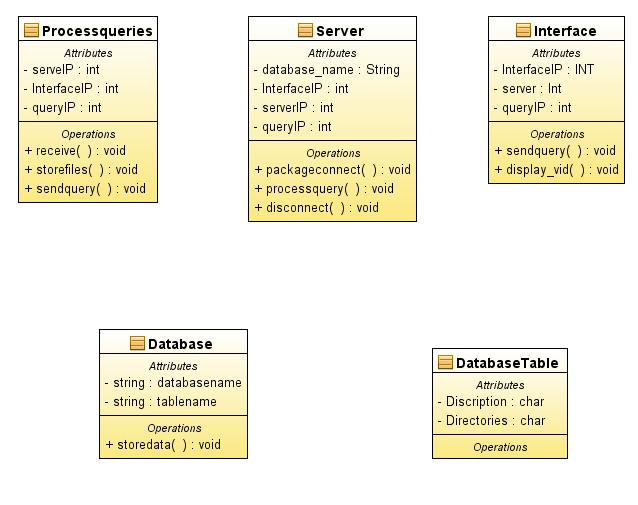 Processqueries
Attributes
- serveIP : int
- InterfaceIP : int
- queryIP : int
Operations
+ receive( ) : void
+ storefiles( ) : void
+ sendquery( ) : void
Server
Attributes
- database_name : String
- InterfaceIP : int
- serverIP : int
- queryIP : int
Operations
+ packageconnect( ) : void
+ processquery( ) : void
+ disconnect( ) : void
Interface
Attributes
- InterfaceIP : INT
- server : Int
- queryIP : int
Operations
+ sendquery( ) : void
+ display_vid( ) : void
Database
Attributes
- string : databasename
- string : tablename
Operations
+ storedata( ) : void
DatabaseTable
Attributes
- Discription : char
- Directories : char
Operations